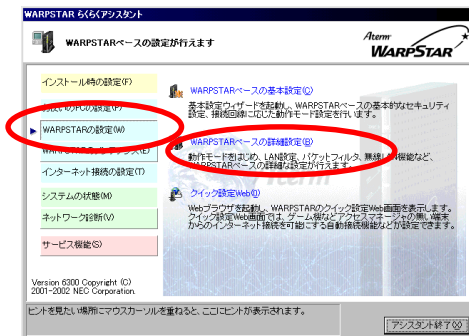 WARPSTAR らくらくアシスタント
WARPSTARベースの設定が行えます
Aterm
WARPSTAR
インストール時の設定(F)
お使いのPCの設定(P)
WARPSTARの設定(W)
インターネット接続の設定(T)
システムの状態(M)
ネットワーク診断(V)
サービス機能(S)
WARPSTARベースの基本設定(C)
基本設定ウィザードを起動し、WARPSTARベースの基本的なセキュリティ
設定、接続回線に応じた動作モード設定を行います。
WARPSTARベースの詳細設定(D)
動作モードをはじめ、LAN設定、パケットフィルタ、無線LAN機能など、
WARPSTARベースの詳細な設定が行えます。
クイック設定Web(Q)
Webブラウザを起動し、WARPSTARのクイック設定Web画面を表示します。
クイック設定Web画面では、ゲーム機などアクセスマネージャの無い端末
からのインターネット接続を可能にする自動接続機能などが設定できます。
Version 6300 Copyright (C)
2001-2002 NEC Corporation.
ヒントを見たい場所にマウスカーソルを重ねると、ここにヒントが表示されます。
アシスタント終了(X)